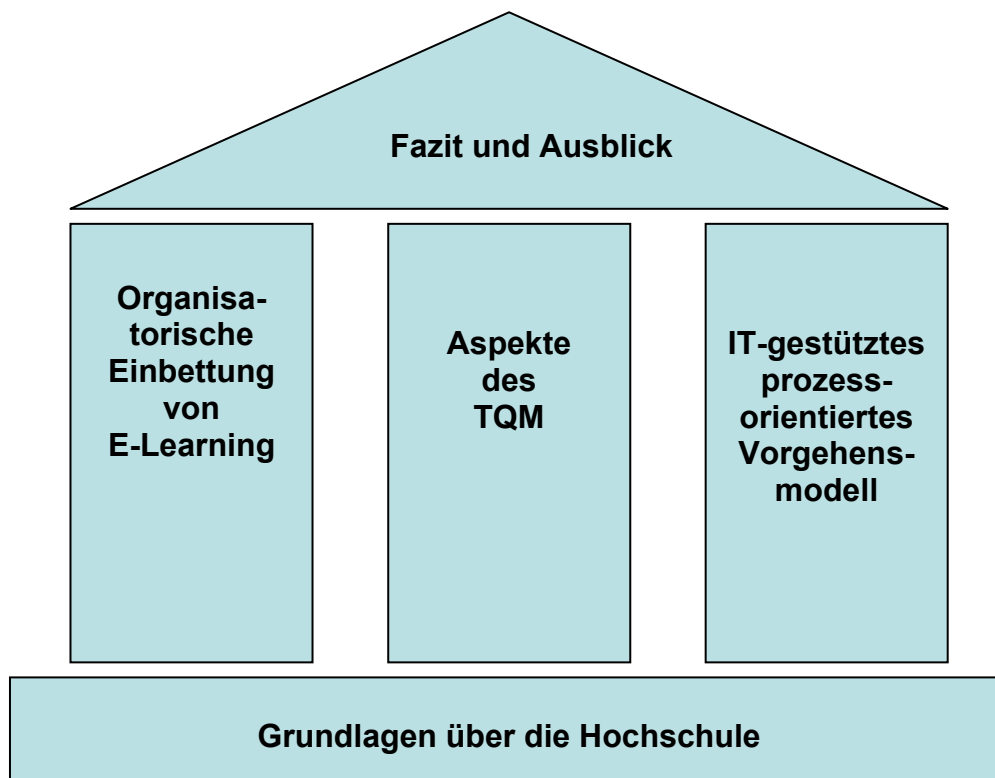 Fazit und Ausblick
Organisa-
torische
Einbettung
von
E-Learning
Aspekte
des
TQM
IT-gestütztes
prozess-
orientiertes
Vorgehens-
modell
Grundlagen über die Hochschule